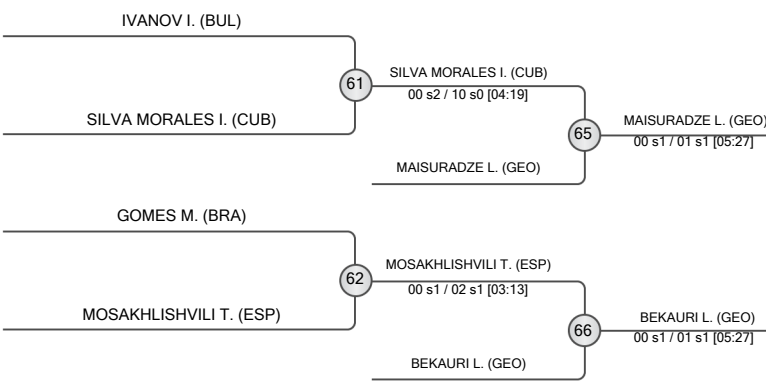 IVANOV I. (BUL)
61
SILVA MORALES I. (CUB)
00 s2 / 10 s0 [04:19]
SILVA MORALES I. (CUB)
65
MAISURADZE L. (GEO)
00 s1 / 01 s1 [05:27]
MAISURADZE L. (GEO)
GOMES M. (BRA)
62
MOSAKHLISHVILI T. (ESP)
00 s1 / 02 s1 [03:13]
MOSAKHLISHVILI T. (ESP)
66
BEKAURI L. (GEO)
00 s1 / 01 s1 [05:27]
BEKAURI L. (GEO)